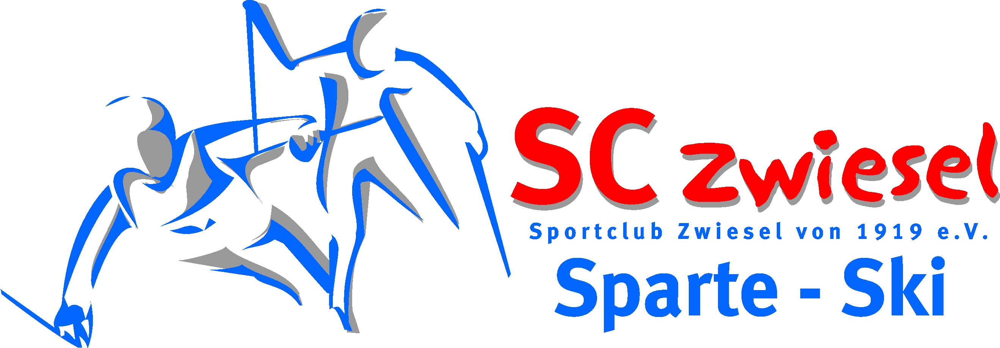 SC zwiesel
Sportclub Zwiesel von 1919 e.V.
Sparte - Ski